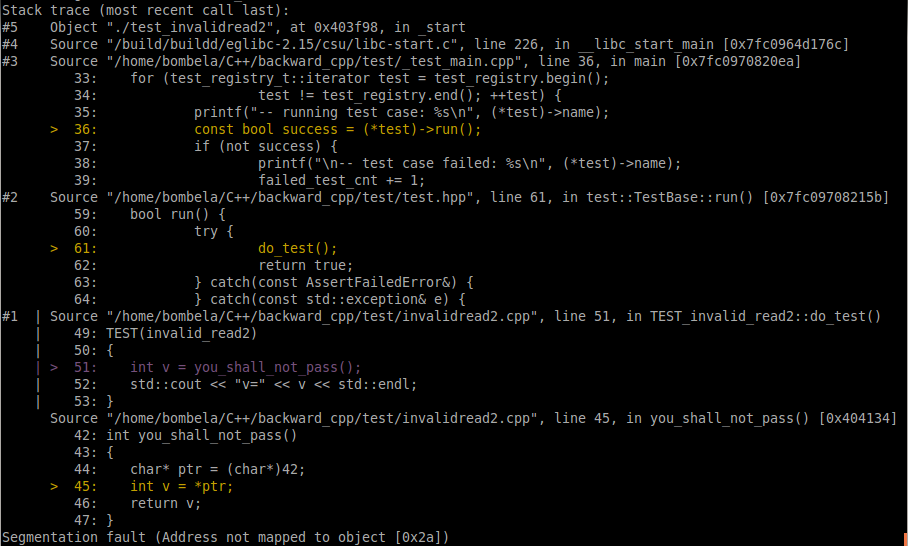 Stack trace (most recent call last):
#5    Object "./test_invalidread2", at 0x403f98, in _start
#4    Source "/build/buildd/eglibc-2.15/csu/libc-start.c", line 226, in __libc_start_main [0x7fc0964d176c]
#3    Source "/home/bombela/C++/backward_cpp/test/_test_main.cpp", line 36, in main [0x7fc0970820ea]
         33:    for (test_registry_t::iterator test = test_registry.begin();
         34:                    test != test_registry.end(); ++test) {
         35:            printf("-- running test case: %s\n", (*test)->name);
      >  36:            const bool success = (*test)->run();
         37:            if (not success) {
         38:                    printf("\n-- test case failed: %s\n", (*test)->name);
         39:                    failed_test_cnt += 1;
#2    Source "/home/bombela/C++/backward_cpp/test/test.hpp", line 61, in test::TestBase::run() [0x7fc09708215b]
         59:    bool run() {
         60:            try {
      >  61:                    do_test();
         62:                    return true;
         63:            } catch(const AssertFailedError&) {
         64:            } catch(const std::exception& e) {
#1  | Source "/home/bombela/C++/backward_cpp/test/invalidread2.cpp", line 51, in TEST_invalid_read2::do_test()
    |    49: TEST(invalid_read2)
    |    50: {
    | >  51:    int v = you_shall_not_pass();
    |    52:    std::cout << "v=" << v << std::endl;
    |    53: }
      Source "/home/bombela/C++/backward_cpp/test/invalidread2.cpp", line 45, in you_shall_not_pass() [0x404134]
         42: int you_shall_not_pass()
         43: {
         44:    char* ptr = (char*)42;
      >  45:    int v = *ptr;
         46:    return v;
         47: }
Segmentation fault (Address not mapped to object [0x2a])